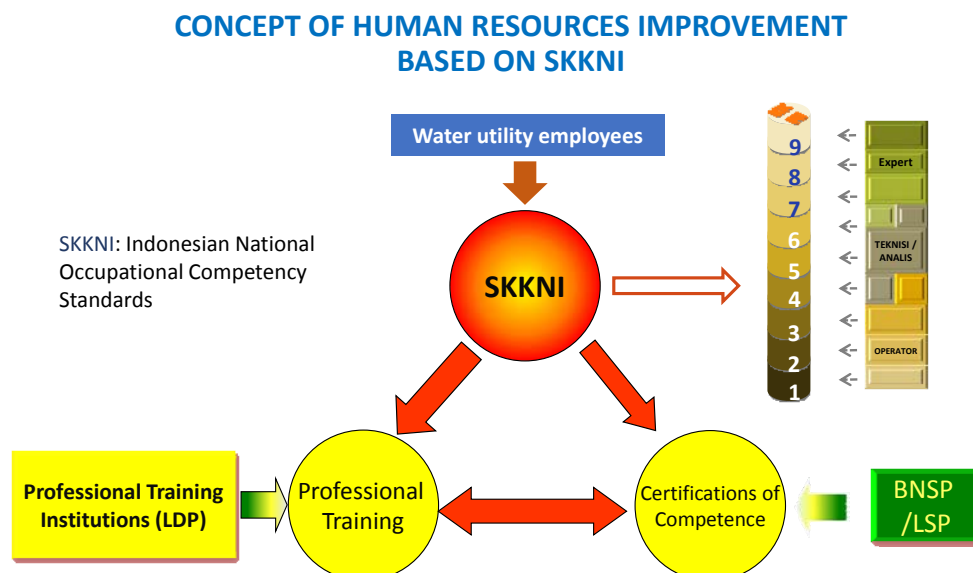 CONCEPT OF HUMAN RESOURCES IMPROVEMENT
BASED ON SKKNI
Water utility employees
SKKNI: Indonesian National
Occupational Competency
Standards
SKKNI
9
8
7
6
5
4
3
2
1
Expert
TEKNISI /
ANALIS
OPERATOR
Professional Training
Institutions (LDP)
Professional
Training
Certifications of
Competence
BNSP
/LSP